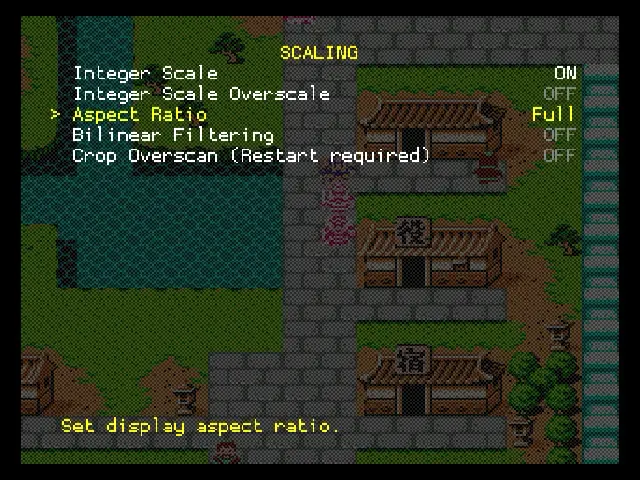 SCALING
Integer Scale ON
Integer Scale Overscale OFF
> Aspect Ratio Full
Bilinear Filtering OFF
Crop Overscan (Restart required) OFF
役
宿
Set display aspect ratio.